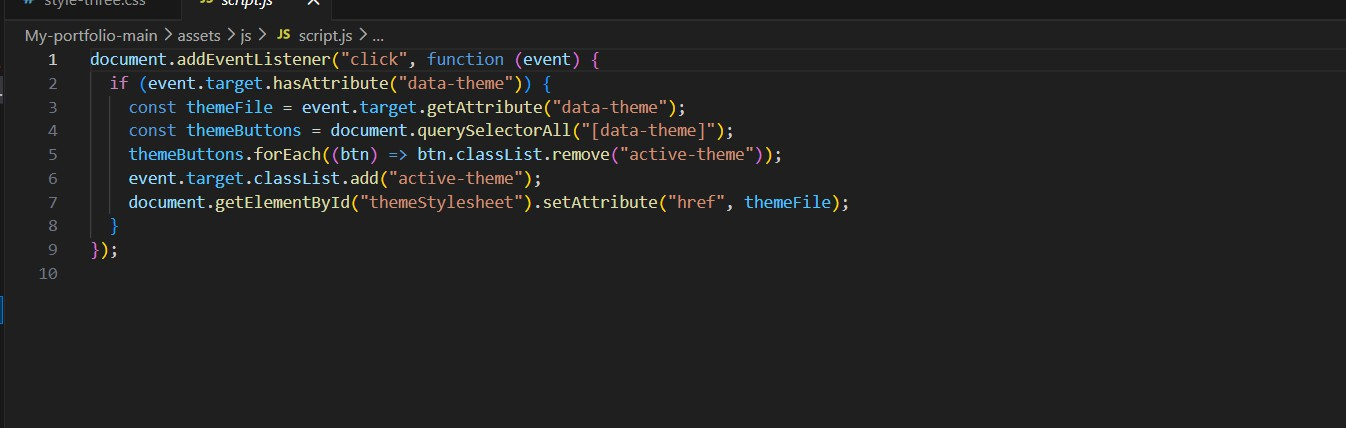 style-three.css JS script.js
My-portfolio-main > assets > js > JS script.js > ...
1 document.addEventListener("click", function (event) {
2 if (event.target.hasAttribute("data-theme")) {
3 const themeFile = event.target.getAttribute("data-theme");
4 const themeButtons = document.querySelectorAll("[data-theme]");
5 themeButtons.forEach((btn) => btn.classList.remove("active-theme"));
6 event.target.classList.add("active-theme");
7 document.getElementById("themeStylesheet").setAttribute("href", themeFile);
8 }
9 });
10